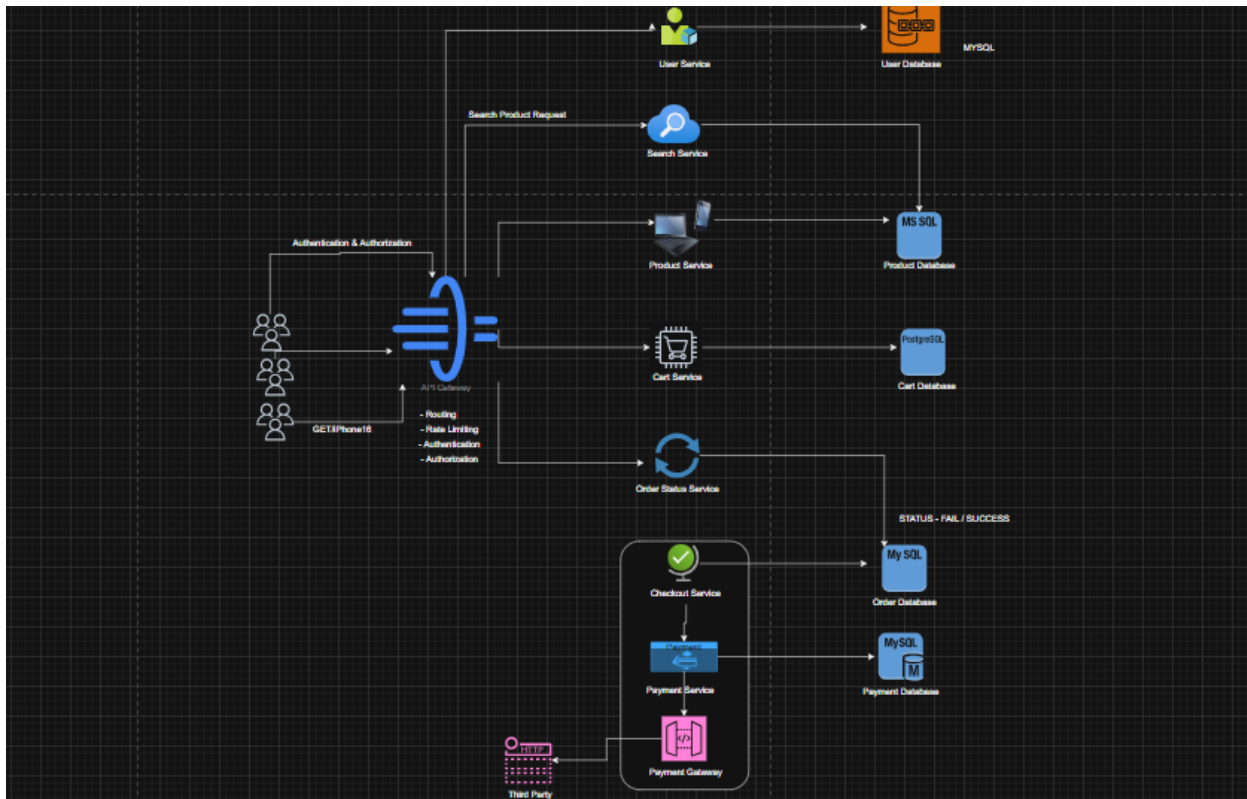 User Service
User Database
MYSQL
Search Product Request
Search Service
MS SQL
Product Service
Product Database
Authentication & Authorization
PostgreSQL
Cart Service
Cart Database
API Gateway
GET/iPhone16
- Routing
- Rate Limiting
- Authentication
- Authorization
Order Status Service
STATUS - FAIL / SUCCESS
My SQL
Checkout Service
Order Database
Payment
MySQL
M
Payment Service
Payment Database
</>
HTTP
Payment Gateway
Third Party